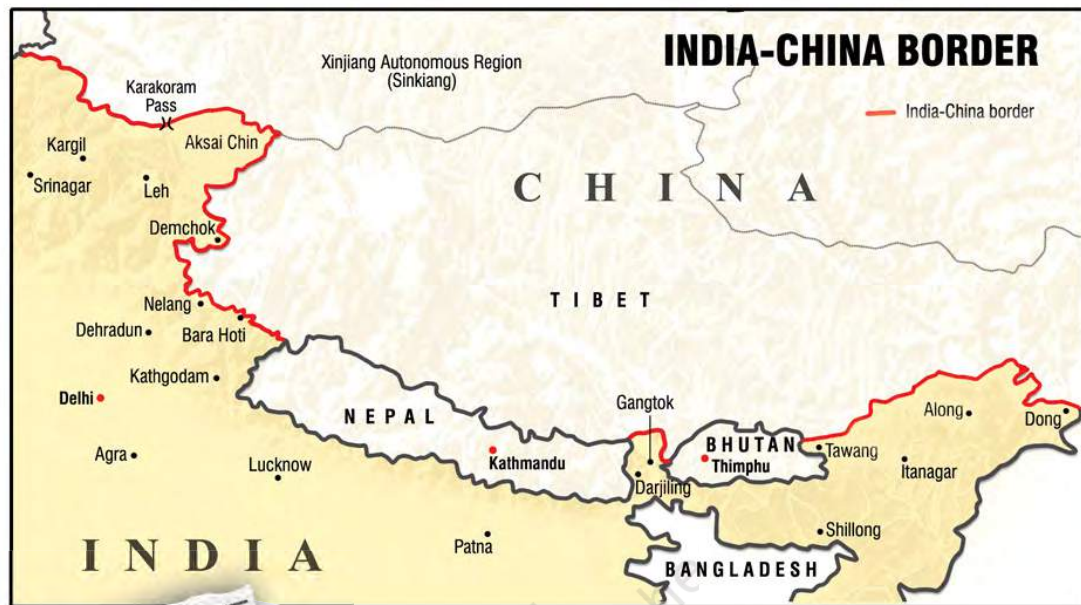 INDIA-CHINA BORDER
India-China border
Xinjiang Autonomous Region
(Sinkiang)
Karakoram
Pass
Aksai Chin
Kargil
Srinagar
Leh
CHINA
Demchok
TIBET
Nelang
Dehradun
Bara Hoti
Kathgodam
Delhi
NEPAL
Gangtok
Along
Dong
BHUTAN
Tawang
Agra
Lucknow
Kathmandu
Thimphu
Itanagar
Darjiling
Patna
Shillong
INDIA
BANGLADESH